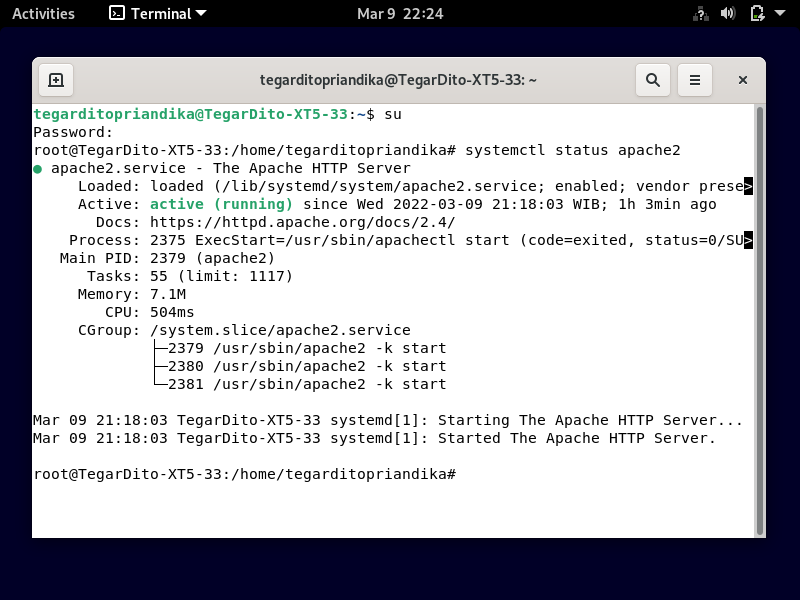 Activities Terminal Mar 9 22:24
tegarditopriandika@TegarDito-XT5-33: ~
tegarditopriandika@TegarDito-XT5-33:~$ su
Password:
root@TegarDito-XT5-33:/home/tegarditopriandika# systemctl status apache2
● apache2.service - The Apache HTTP Server
     Loaded: loaded (/lib/systemd/system/apache2.service; enabled; vendor prese>
     Active: active (running) since Wed 2022-03-09 21:18:03 WIB; 1h 3min ago
       Docs: https://httpd.apache.org/docs/2.4/
    Process: 2375 ExecStart=/usr/sbin/apachectl start (code=exited, status=0/SU>
   Main PID: 2379 (apache2)
      Tasks: 55 (limit: 1117)
     Memory: 7.1M
        CPU: 504ms
     CGroup: /system.slice/apache2.service
             ├─2379 /usr/sbin/apache2 -k start
             ├─2380 /usr/sbin/apache2 -k start
             └─2381 /usr/sbin/apache2 -k start
Mar 09 21:18:03 TegarDito-XT5-33 systemd[1]: Starting The Apache HTTP Server...
Mar 09 21:18:03 TegarDito-XT5-33 systemd[1]: Started The Apache HTTP Server.
root@TegarDito-XT5-33:/home/tegarditopriandika#